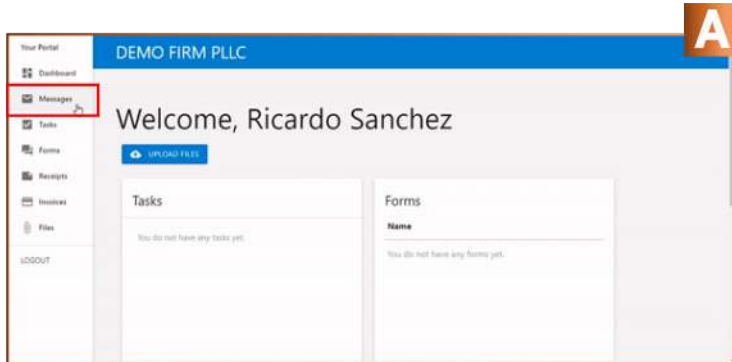 A
Your Portal
DEMO FIRM PLLC
Dashboard
Messages
Welcome, Ricardo Sanchez
Tasks
Forms
UPLOAD FILES
Receipts
Invoices
Tasks
Forms
Files
Name
You do not have any tasks yet.
You do not have any forms yet.
LOGOUT